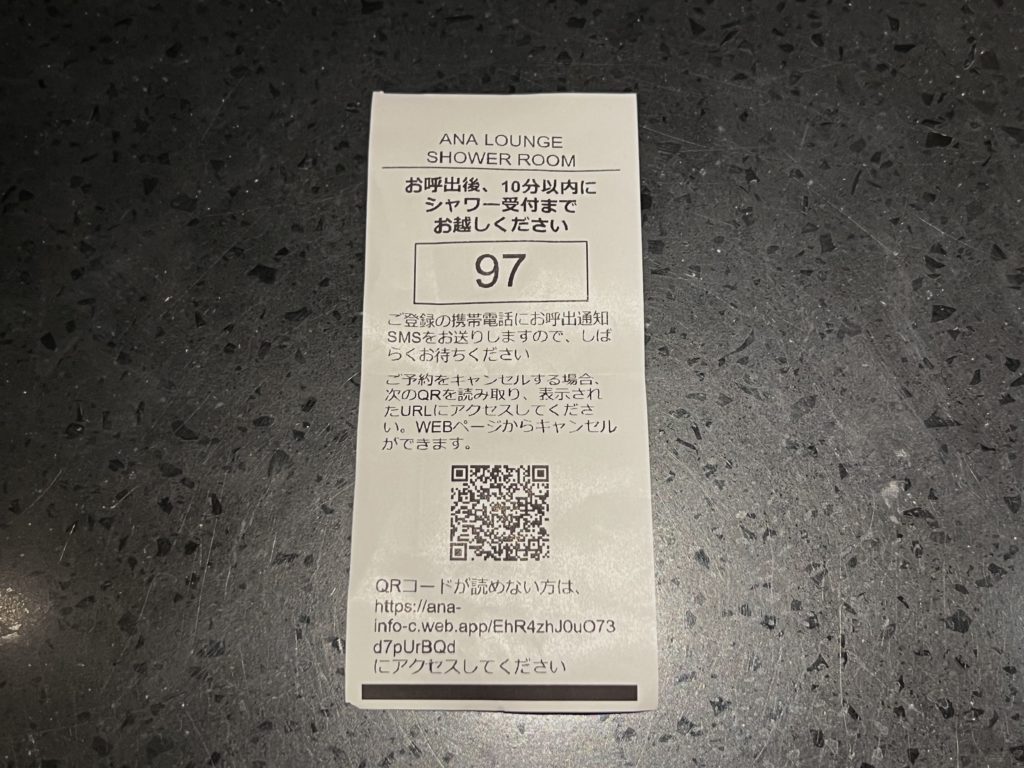 ANA LOUNGE
SHOWER ROOM
お呼出後、10分以内に
シャワー受付まで
お越しください
97
ご登録の携帯電話にお呼出通知
SMSをお送りしますので、しば
らくお待ちください
ご予約をキャンセルする場合、
次のQRを読み取り、表示され
たURLにアクセスしてくださ
い。WEBページからキャンセル
ができます。
QRコードが読めない方は、
https://ana-
info-c.web.app/EhR4zhJ0uO73
d7pUrBQd
にアクセスしてください